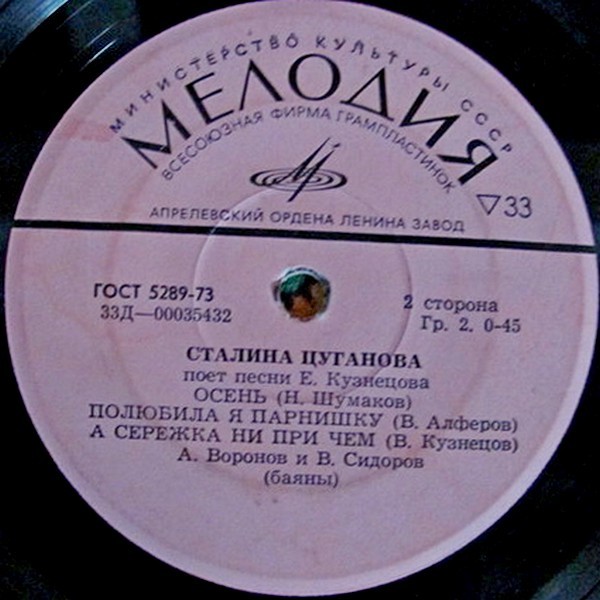 МИНИСТЕРСТВО КУЛЬТУРЫ СССР
МЕЛОДИЯ
ВСЕСОЮЗНАЯ ФИРМА ГРАМПЛАСТИНОК
33
АПРЕЛЕВСКИЙ ОРДЕНА ЛЕНИНА ЗАВОД
ГОСТ 5289-73
33Д—00035432
2 сторона
Гр. 2. 0-45
СТАЛИНА ЦУГАНОВА
поет песни Е. Кузнецова
ОСЕНЬ (Н. Шумаков)
ПОЛЮБИЛА Я ПАРНИШКУ (В. Алферов)
А СЕРЕЖКА НИ ПРИ ЧЕМ (В. Кузнецов)
А. Воронов и В. Сидоров
(баяны)